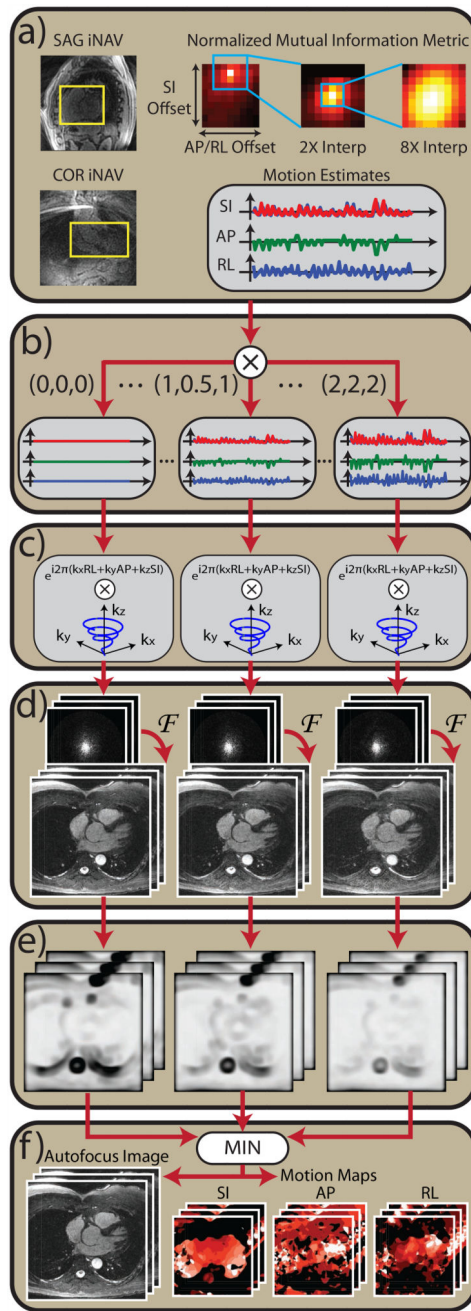 a)
SAG iNAV
Normalized Mutual Information Metric
SI
Offset
AP/RL Offset
2X Interp
8X Interp
COR iNAV
Motion Estimates
SI
AP
RL
b)
(0,0,0) ... (1,0.5,1) ... (2,2,2)
... ...
c)
e^i2π(kxRL+kyAP+kzSI) e^i2π(kxRL+kyAP+kzSI) e^i2π(kxRL+kyAP+kzSI)
kz kz kz
ky kx ky kx ky kx
d)
ℱ ℱ ℱ
e)
f)
MIN
Autofocus Image
Motion Maps
SI AP RL